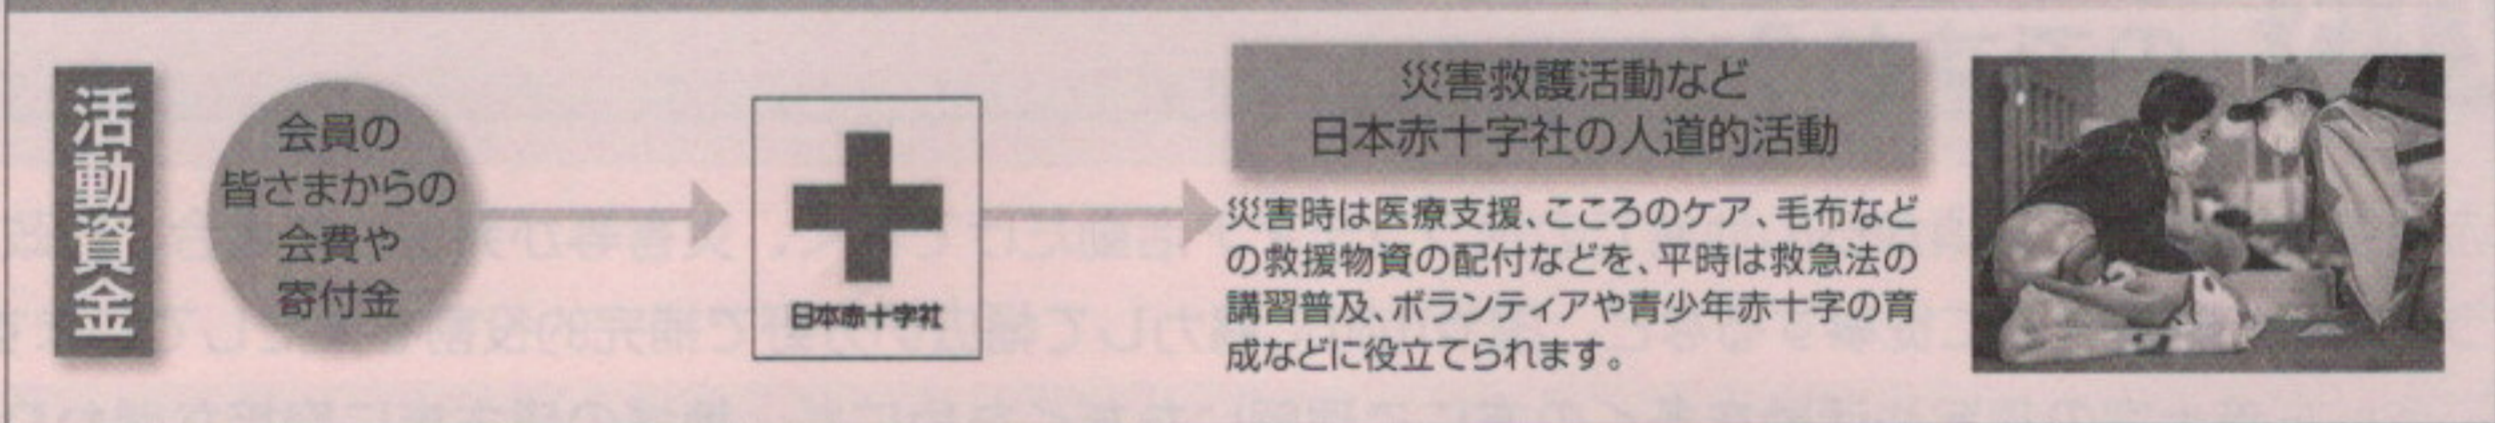 活動資金
会員の
皆さまからの
会費や
寄付金
日本赤十字社
災害救護活動など
日本赤十字社の人道的活動
災害時は医療支援、こころのケア、毛布など
の救援物資の配付などを、平時は救急法の
講習普及、ボランティアや青少年赤十字の育
成などに役立てられます。